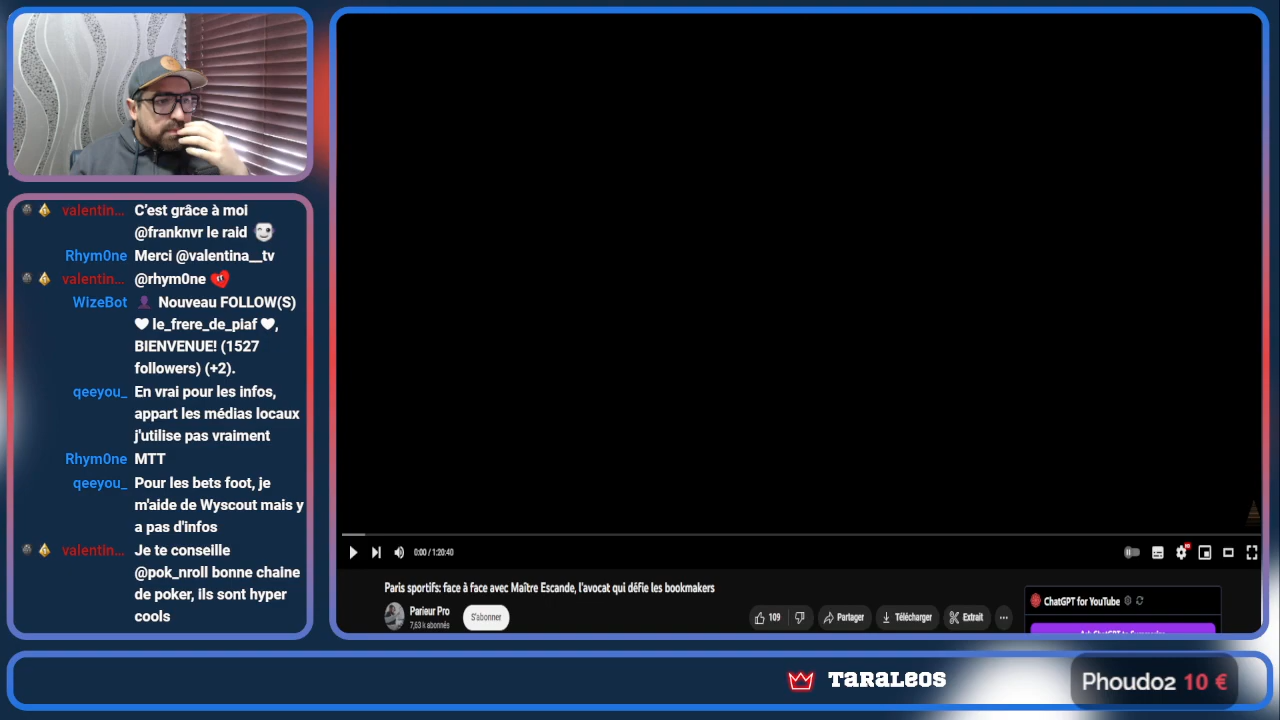 valentin... C'est grâce à moi
@franknvr le raid
Rhym0ne Merci @valentina__tv
valentin... @rhym0ne
WizeBot Nouveau FOLLOW(S)
le_frere_de_piaf ,
BIENVENUE! (1527
followers) (+2).
qeeyou_ En vrai pour les infos,
appart les médias locaux
j'utilise pas vraiment
Rhym0ne MTT
qeeyou_ Pour les bets foot, je
m'aide de Wyscout mais y
a pas d'infos
valentin... Je te conseille
@pok_nroll bonne chaine
de poker, ils sont hyper
cools
0:00 / 1:20:40
Paris sportifs: face à face avec Maître Escande, l'avocat qui défie les bookmakers
Parieur Pro
7,63 k abonnés
S'abonner
109
Partager
Télécharger
Extrait
...
ChatGPT for YouTube
TARALEOS
Phoudo2 10 €